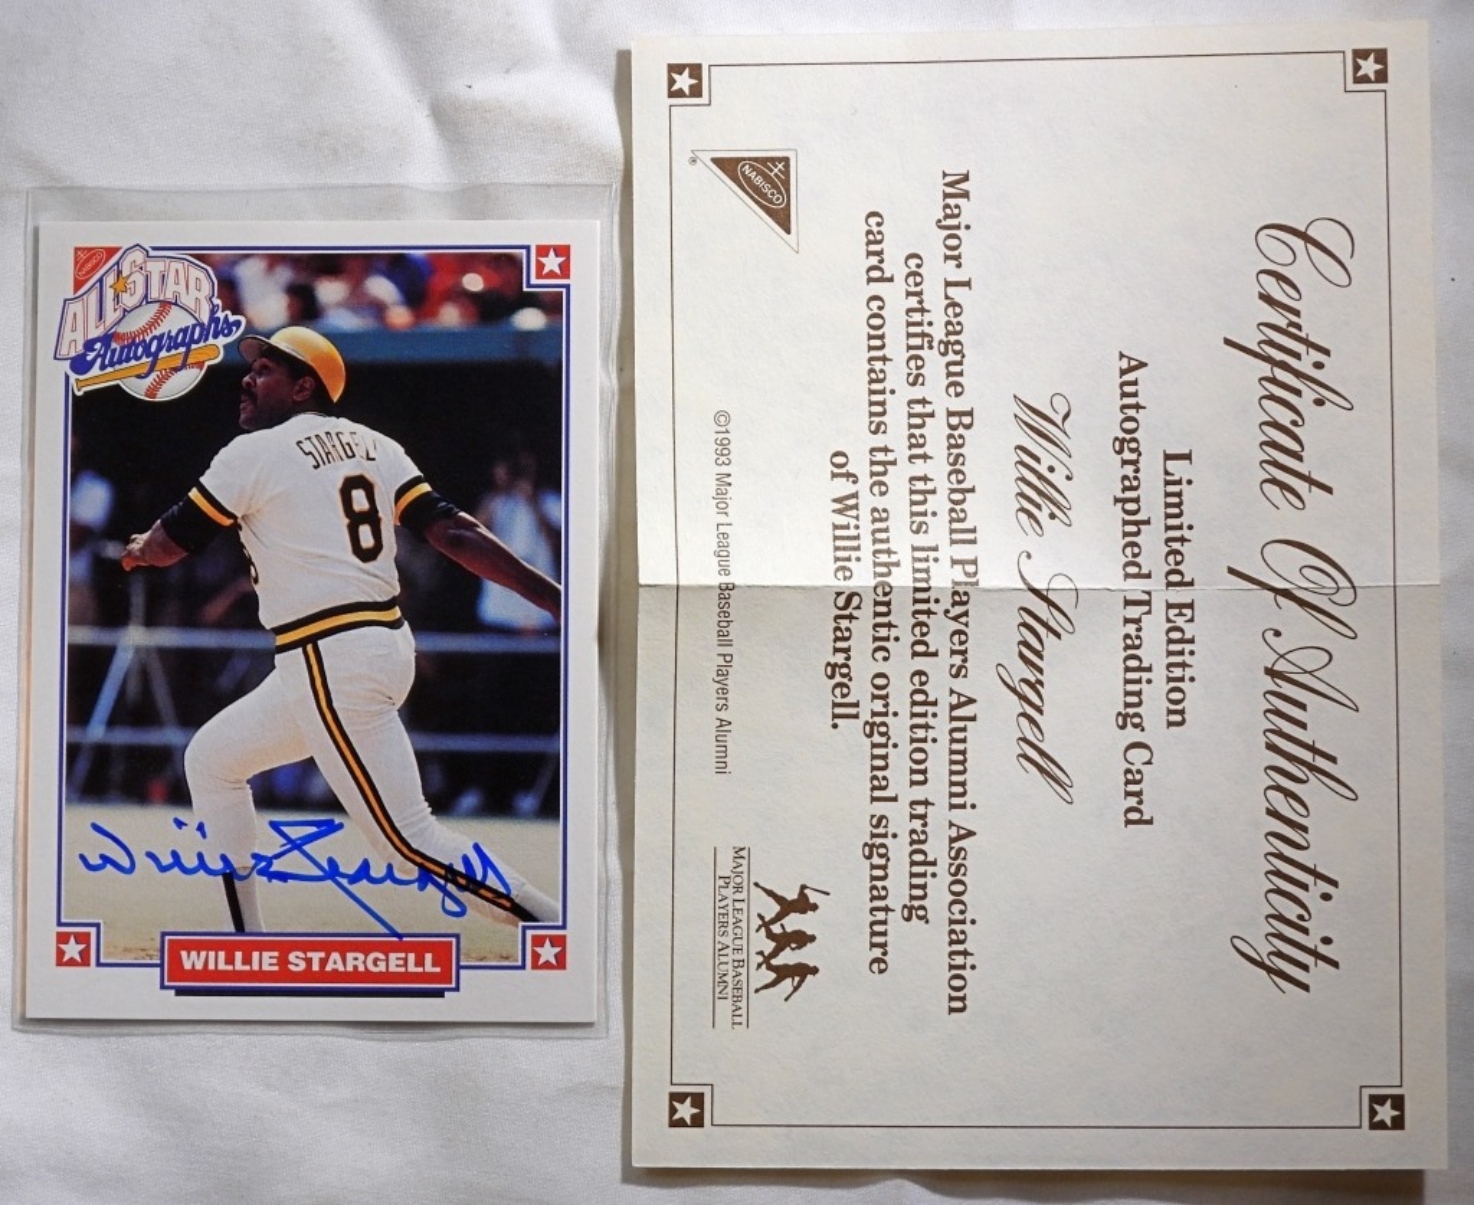 NABISCO
ALL STAR
Autographs
STARGELL
8
Willie Stargell
WILLIE STARGELL
Certificate Of Authenticity
Limited Edition
Autographed Trading Card
Willie Stargell
Major League Baseball Players Alumni Association
certifies that this limited edition trading
card contains the authentic original signature
of Willie Stargell.
NABISCO
®
©1993 Major League Baseball Players Alumni
MAJOR LEAGUE BASEBALL
PLAYERS ALUMNI